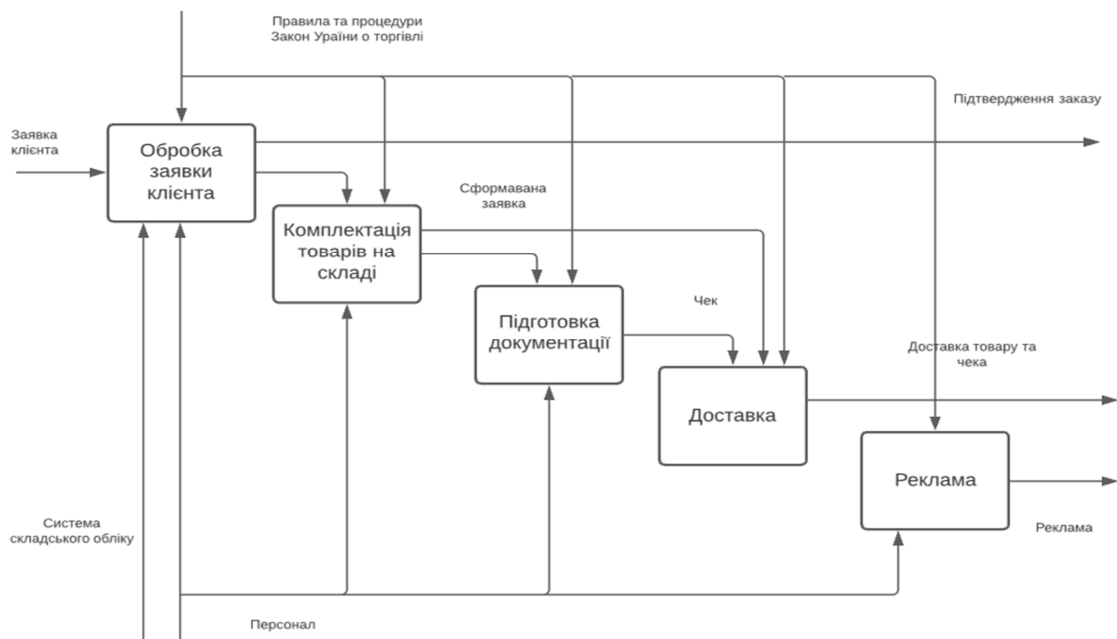 Правила та процедури
Закон Ураїни о торгівлі
Підтвердження заказу
Заявка
клієнта
Обробка
заявки
клієнта
Сформавана
заявка
Комплектація
товарів на
складі
Чек
Підготовка
документації
Доставка товару та
чека
Доставка
Реклама
Система
складського обліку
Реклама
Персонал